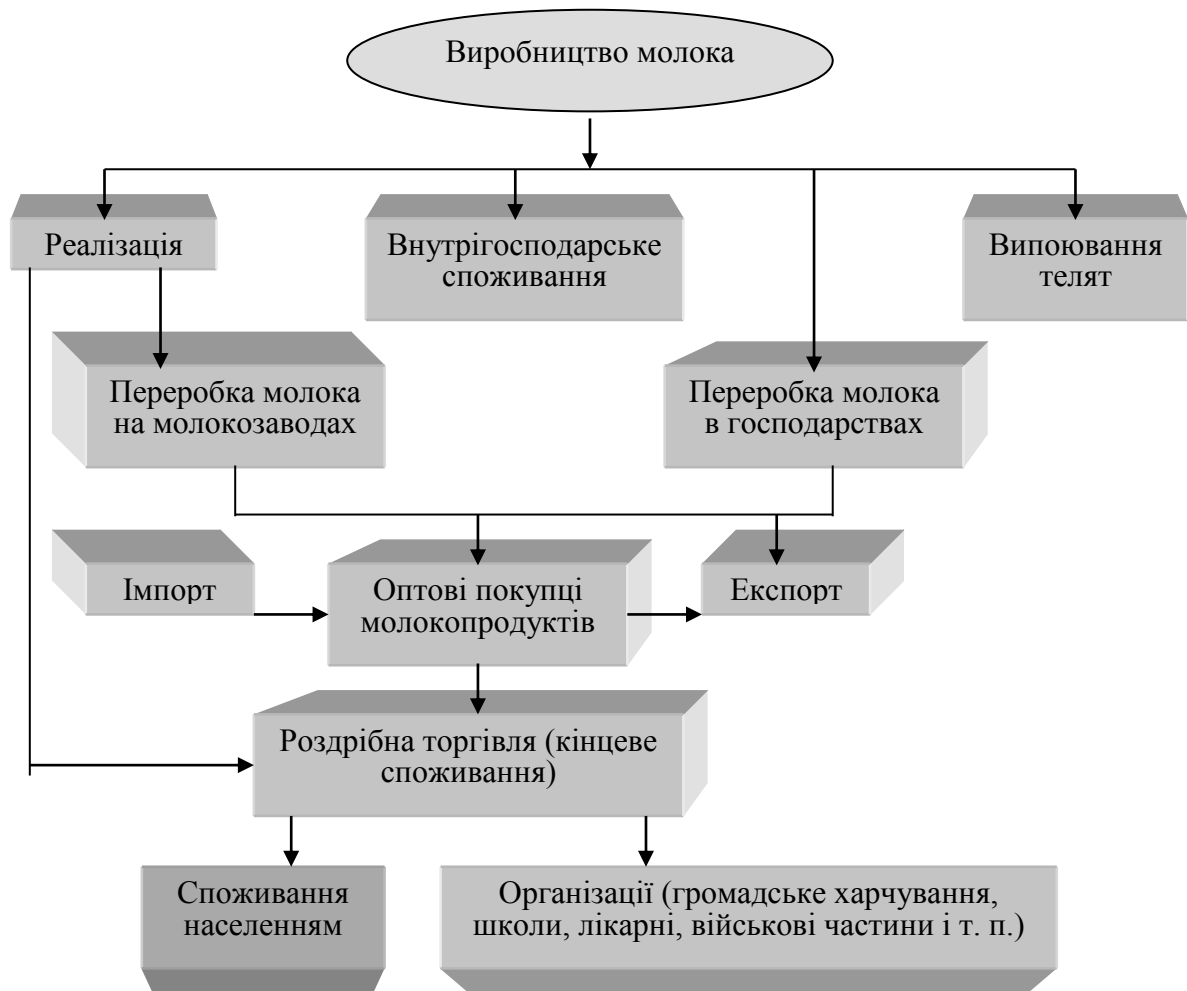 Виробництво молока
Реалізація
Внутрігосподарське
споживання
Випоювання
телят
Переробка молока
на молокозаводах
Переробка молока
в господарствах
Імпорт
Оптові покупці
молокопродуктів
Експорт
Роздрібна торгівля (кінцеве
споживання)
Споживання
населенням
Організації (громадське харчування,
школи, лікарні, військові частини і т. п.)